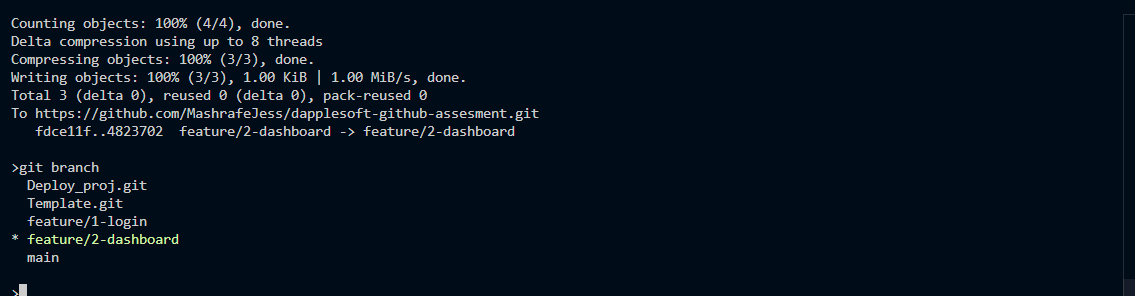 Counting objects: 100% (4/4), done.
Delta compression using up to 8 threads
Compressing objects: 100% (3/3), done.
Writing objects: 100% (3/3), 1.00 KiB | 1.00 MiB/s, done.
Total 3 (delta 0), reused 0 (delta 0), pack-reused 0
To https://github.com/MashrafeJess/dapplesoft-github-assesment.git
   fdce11f..4823702  feature/2-dashboard -> feature/2-dashboard
>git branch
  Deploy_proj.git
  Template.git
  feature/1-login
* feature/2-dashboard
  main
>